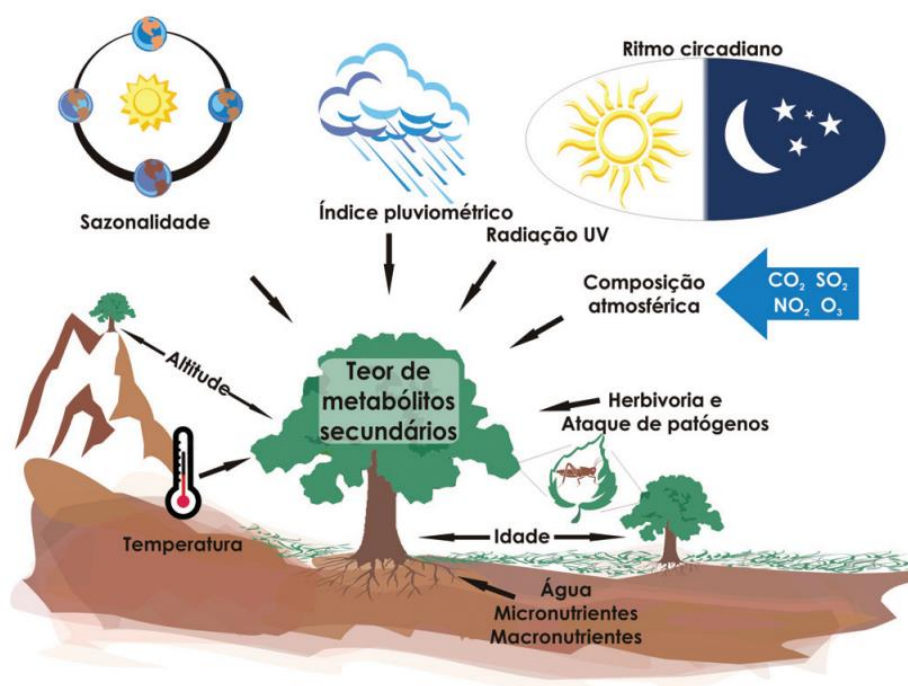 Ritmo circadiano
Sazonalidade
Índice pluviométrico
Radiação UV
Composição
atmosférica
CO₂ SO₂
NO₂ O₃
Altitude
Teor de
metabólitos
secundários
Herbivoria e
Ataque de patógenos
Temperatura
Idade
Água
Micronutrientes
Macronutrientes